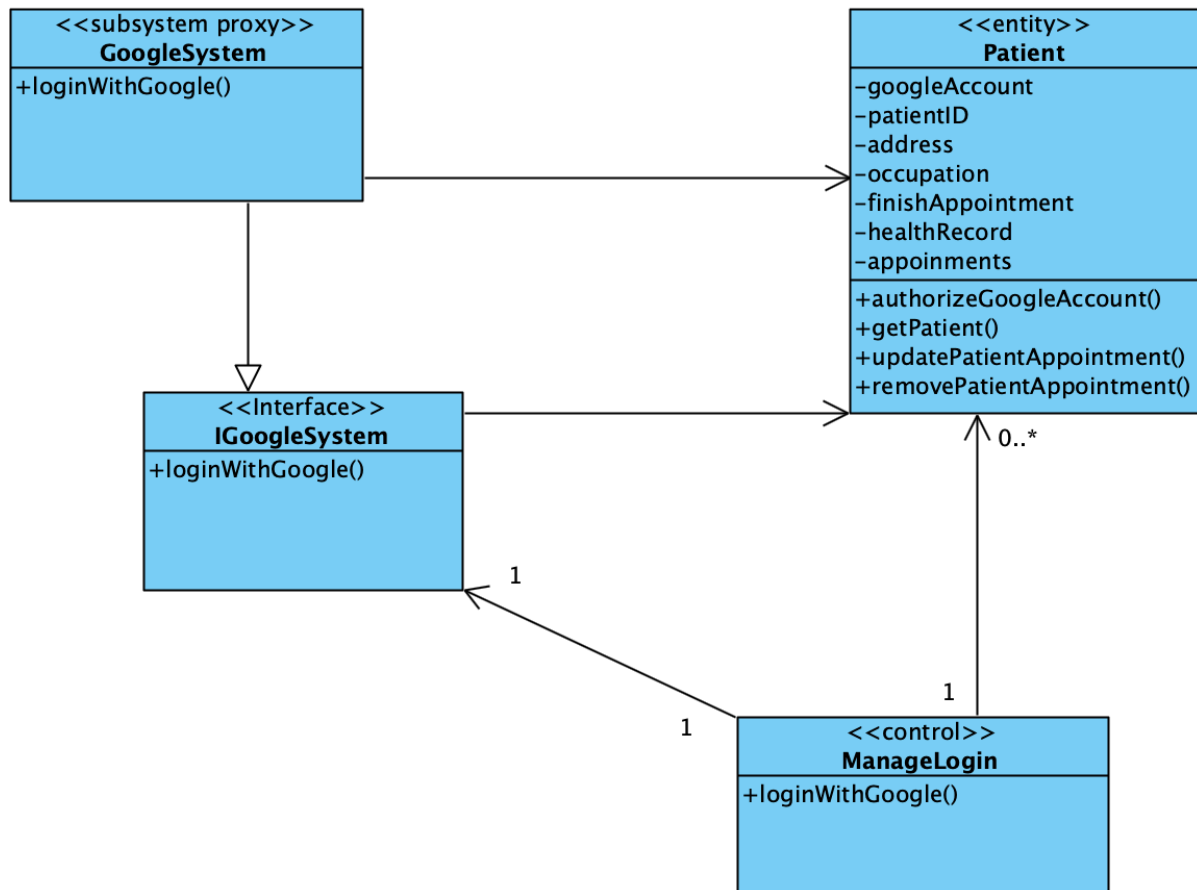 <<subsystem proxy>>
GoogleSystem
+loginWithGoogle()
<<entity>>
Patient
-googleAccount
-patientID
-address
-occupation
-finishAppointment
-healthRecord
-appoinments
+authorizeGoogleAccount()
+getPatient()
+updatePatientAppointment()
+removePatientAppointment()
<<Interface>>
IGoogleSystem
+loginWithGoogle()
0..*
1
1
1
<<control>>
ManageLogin
+loginWithGoogle()